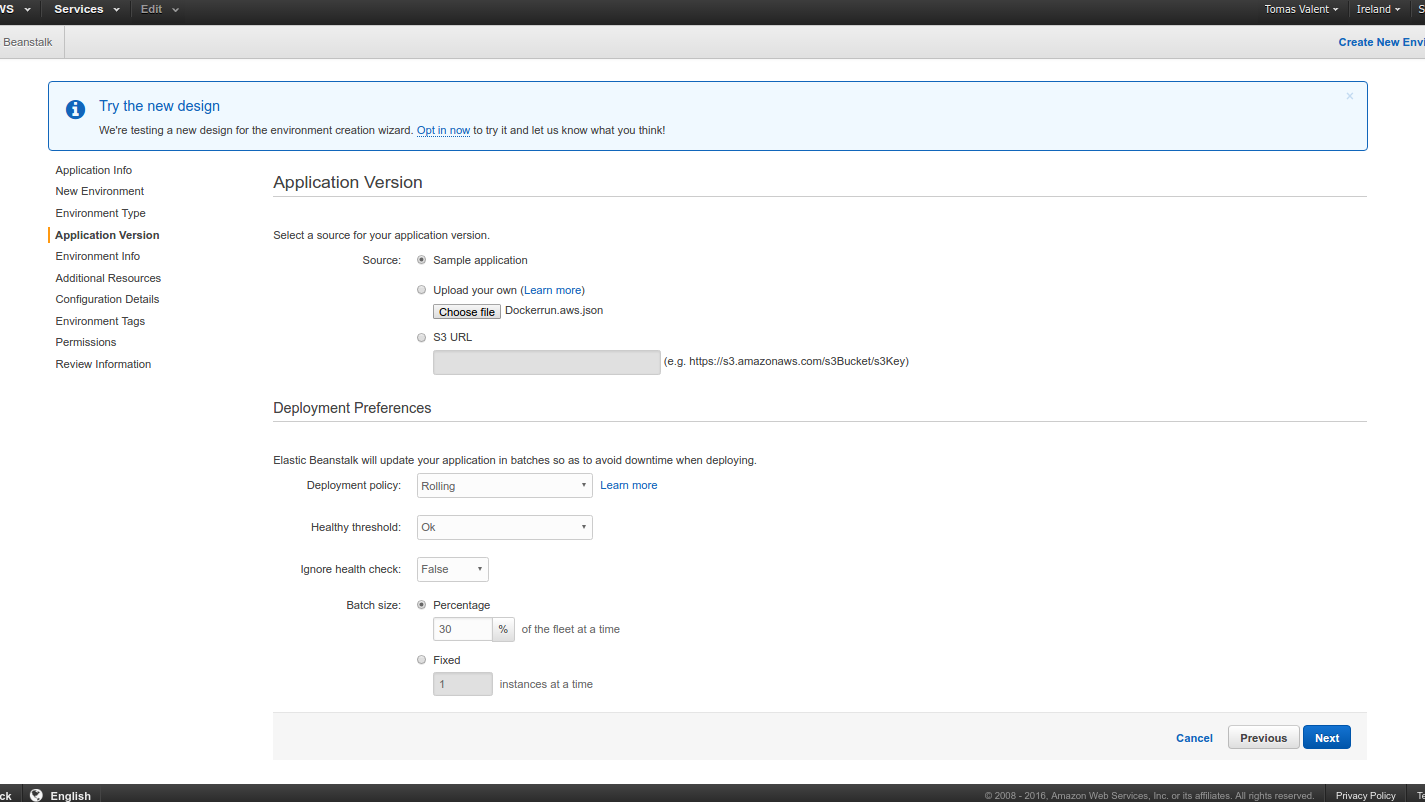 WS Services Edit Tomas Valent Ireland S
Beanstalk Create New Envi
Try the new design ×
We're testing a new design for the environment creation wizard. Opt in now to try it and let us know what you think!
Application Info
New Environment
Environment Type
Application Version
Environment Info
Additional Resources
Configuration Details
Environment Tags
Permissions
Review Information
Application Version
Select a source for your application version.
Source: Sample application
Upload your own (Learn more)
Choose file Dockerrun.aws.json
S3 URL
(e.g. https://s3.amazonaws.com/s3Bucket/s3Key)
Deployment Preferences
Elastic Beanstalk will update your application in batches so as to avoid downtime when deploying.
Deployment policy: Rolling Learn more
Healthy threshold: Ok
Ignore health check: False
Batch size: Percentage
30 % of the fleet at a time
Fixed
1 instances at a time
Cancel Previous Next
ck English © 2008 - 2016, Amazon Web Services, Inc. or its affiliates. All rights reserved. Privacy Policy Te